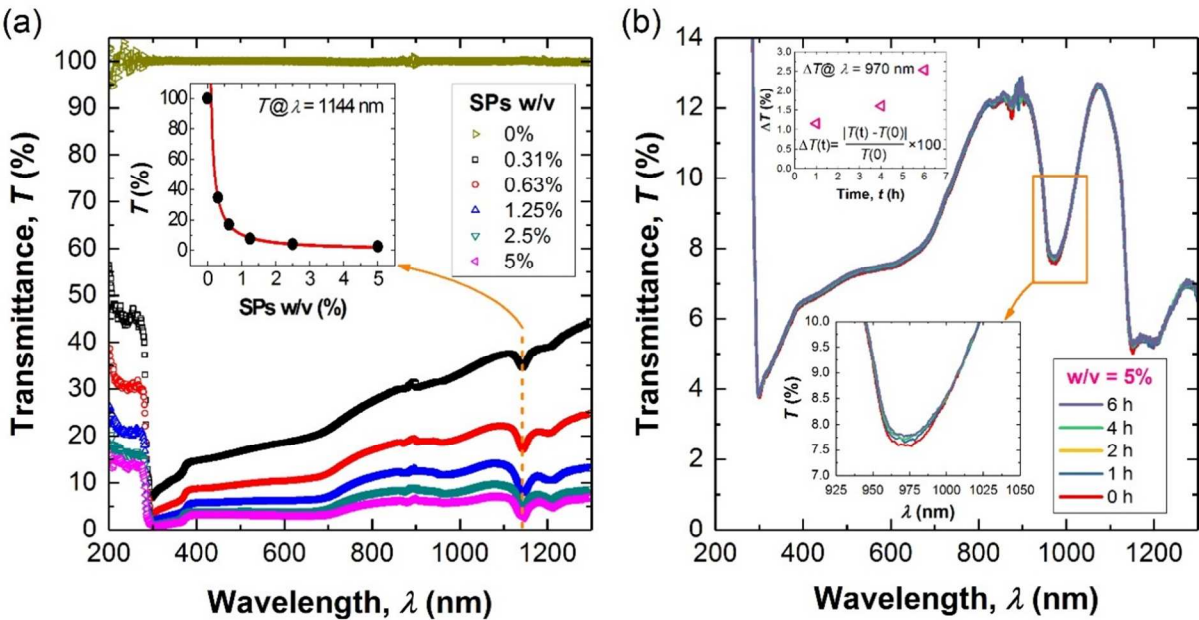 (a)
Transmittance, T (%)
100
90
80
70
60
50
40
30
20
10
0
200 400 600 800 1000 1200
Wavelength, λ (nm)
T@ λ = 1144 nm
T (%)
100
80
60
40
20
0
0 1 2 3 4 5
SPs w/v (%)
SPs w/v
0%
0.31%
0.63%
1.25%
2.5%
5%
(b)
Transmittance, T (%)
14
12
10
8
6
4
2
0
200 400 600 800 1000 1200
Wavelength, λ (nm)
ΔT (%)
3.0
2.5
2.0
1.5
1.0
0.5
0.0
0 1 2 3 4 5 6 7
Time, t (h)
ΔT@ λ = 970 nm
ΔT(t)= |T(t) -T(0)| / T(0) ×100
T (%)
10.0
9.5
9.0
8.5
8.0
7.5
7.0
925 950 975 1000 1025 1050
λ (nm)
w/v = 5%
6 h
4 h
2 h
1 h
0 h